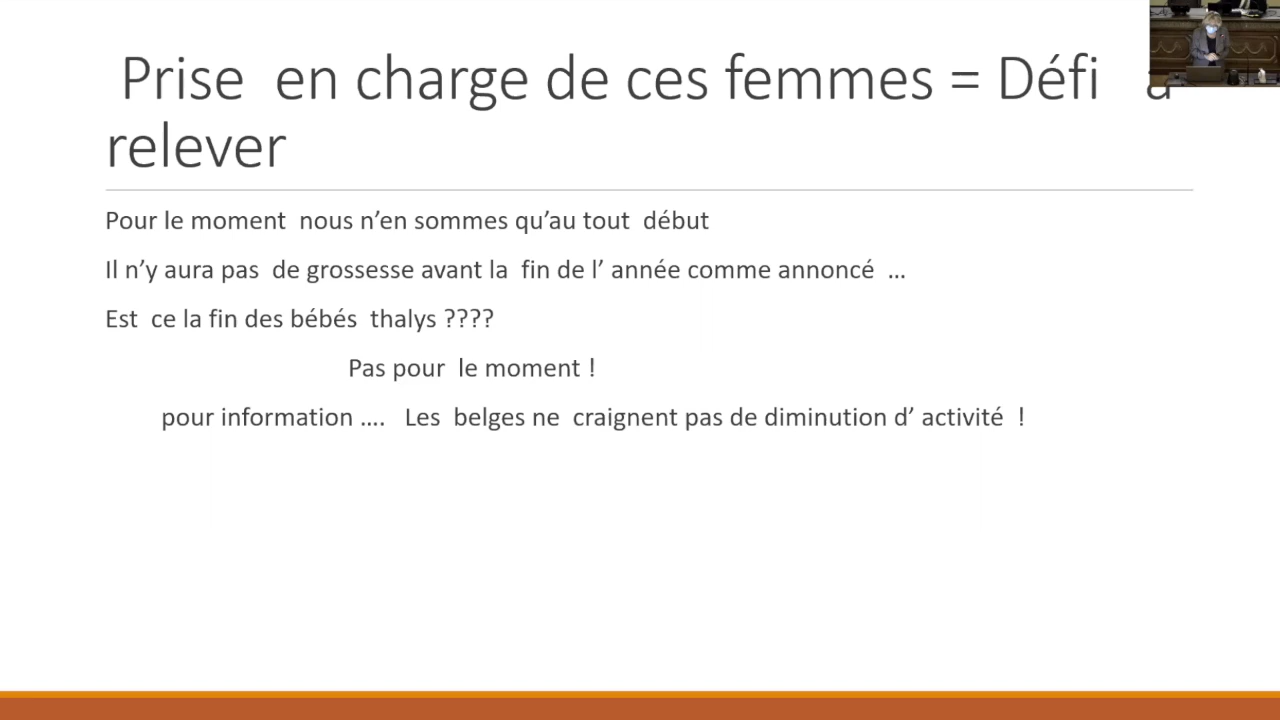 Prise en charge de ces femmes = Défi à
relever
Pour le moment nous n’en sommes qu’au tout début
Il n’y aura pas de grossesse avant la fin de l’ année comme annoncé ...
Est ce la fin des bébés thalys ????
Pas pour le moment !
pour information .... Les belges ne craignent pas de diminution d’ activité !